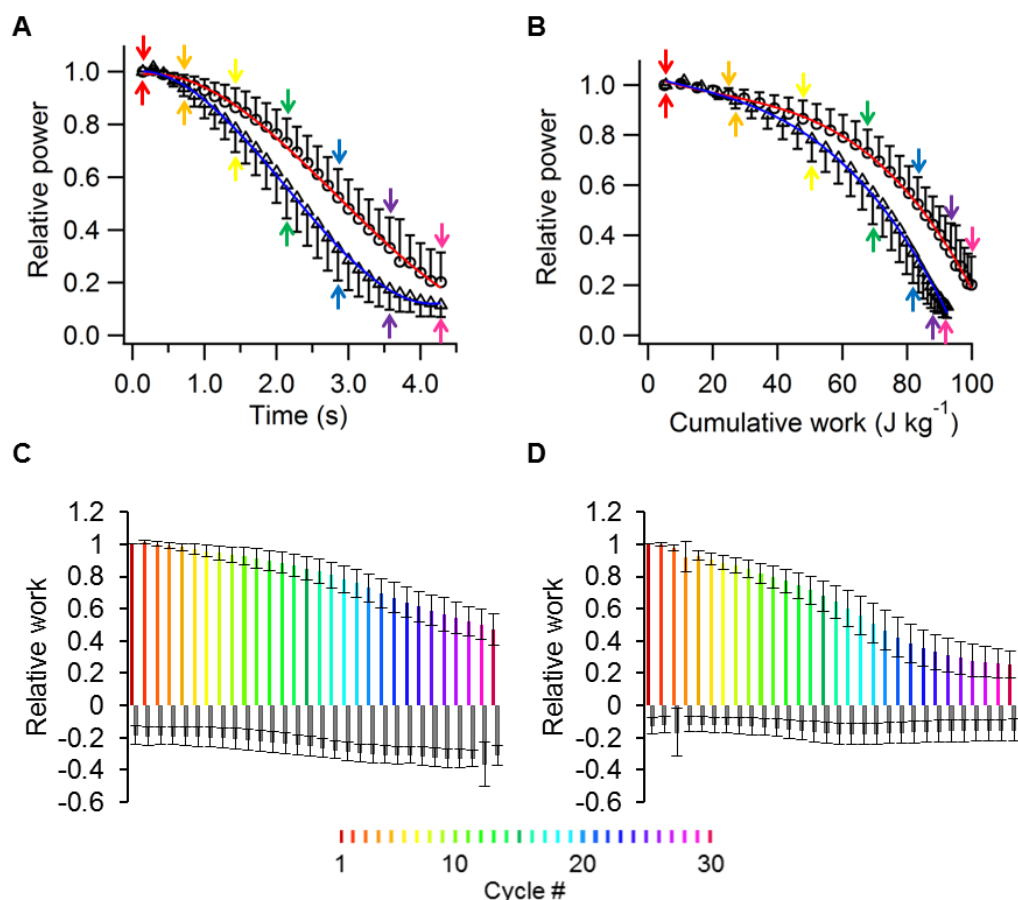 A
B
Relative power
1.0
0.8
0.6
0.4
0.2
0.0
0.0 1.0 2.0 3.0 4.0
Time (s)
Relative power
1.0
0.8
0.6
0.4
0.2
0.0
0 20 40 60 80 100
Cumulative work (J kg⁻¹)
C
D
Relative work
1.2
1
0.8
0.6
0.4
0.2
0
-0.2
-0.4
-0.6
Relative work
1.2
1
0.8
0.6
0.4
0.2
0
-0.2
-0.4
-0.6
1 10 20 30
Cycle #